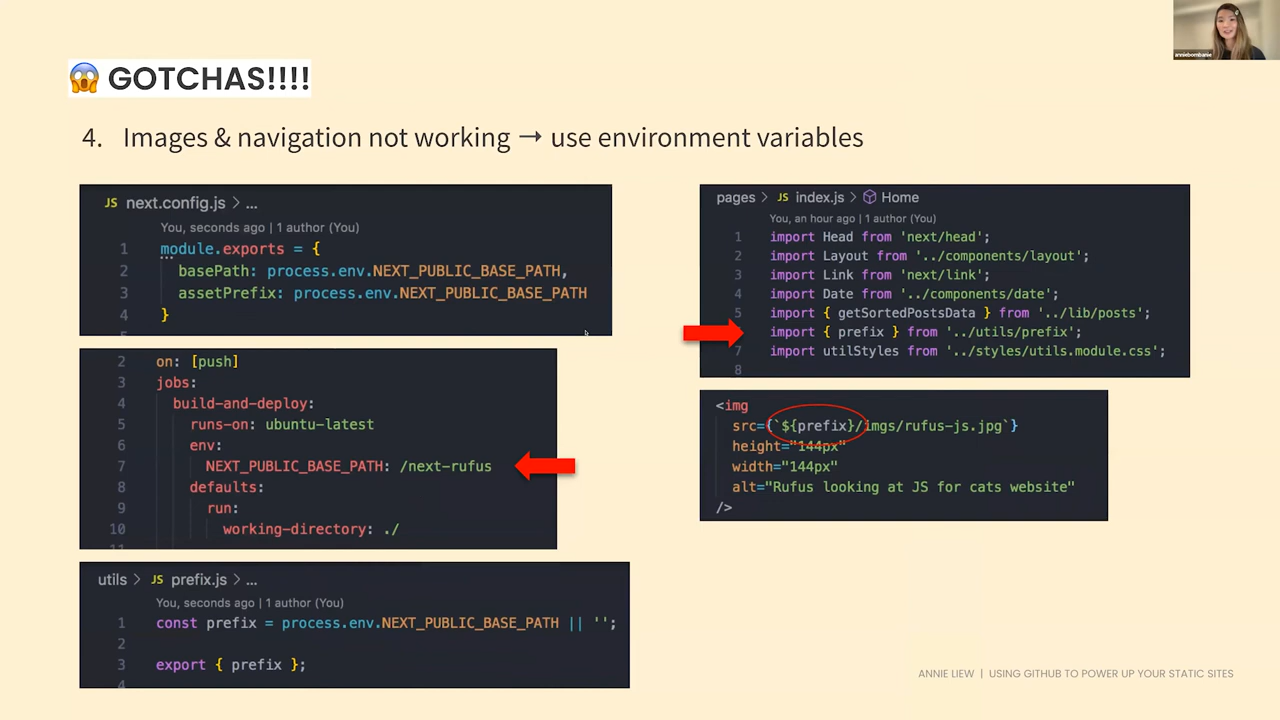 anniebombanie
😱 GOTCHAS!!!!
4. Images & navigation not working → use environment variables
JS next.config.js > ...
You, seconds ago | 1 author (You)
1 module.exports = {
2 basePath: process.env.NEXT_PUBLIC_BASE_PATH,
3 assetPrefix: process.env.NEXT_PUBLIC_BASE_PATH
4 }
2 on: [push]
3 jobs:
4 build-and-deploy:
5 runs-on: ubuntu-latest
6 env:
7 NEXT_PUBLIC_BASE_PATH: /next-rufus
8 defaults:
9 run:
10 working-directory: ./
utils > JS prefix.js > ...
You, seconds ago | 1 author (You)
1 const prefix = process.env.NEXT_PUBLIC_BASE_PATH || '';
2
3 export { prefix };
4
pages > JS index.js > Home
You, an hour ago | 1 author (You)
1 import Head from 'next/head';
2 import Layout from '../components/layout';
3 import Link from 'next/link';
4 import Date from '../components/date';
5 import { getSortedPostsData } from '../lib/posts';
6 import { prefix } from '../utils/prefix';
7 import utilStyles from '../styles/utils.module.css';
8
<img
src={`${prefix}/imgs/rufus-js.jpg`}
height="144px"
width="144px"
alt="Rufus looking at JS for cats website"
/>
ANNIE LIEW | USING GITHUB TO POWER UP YOUR STATIC SITES